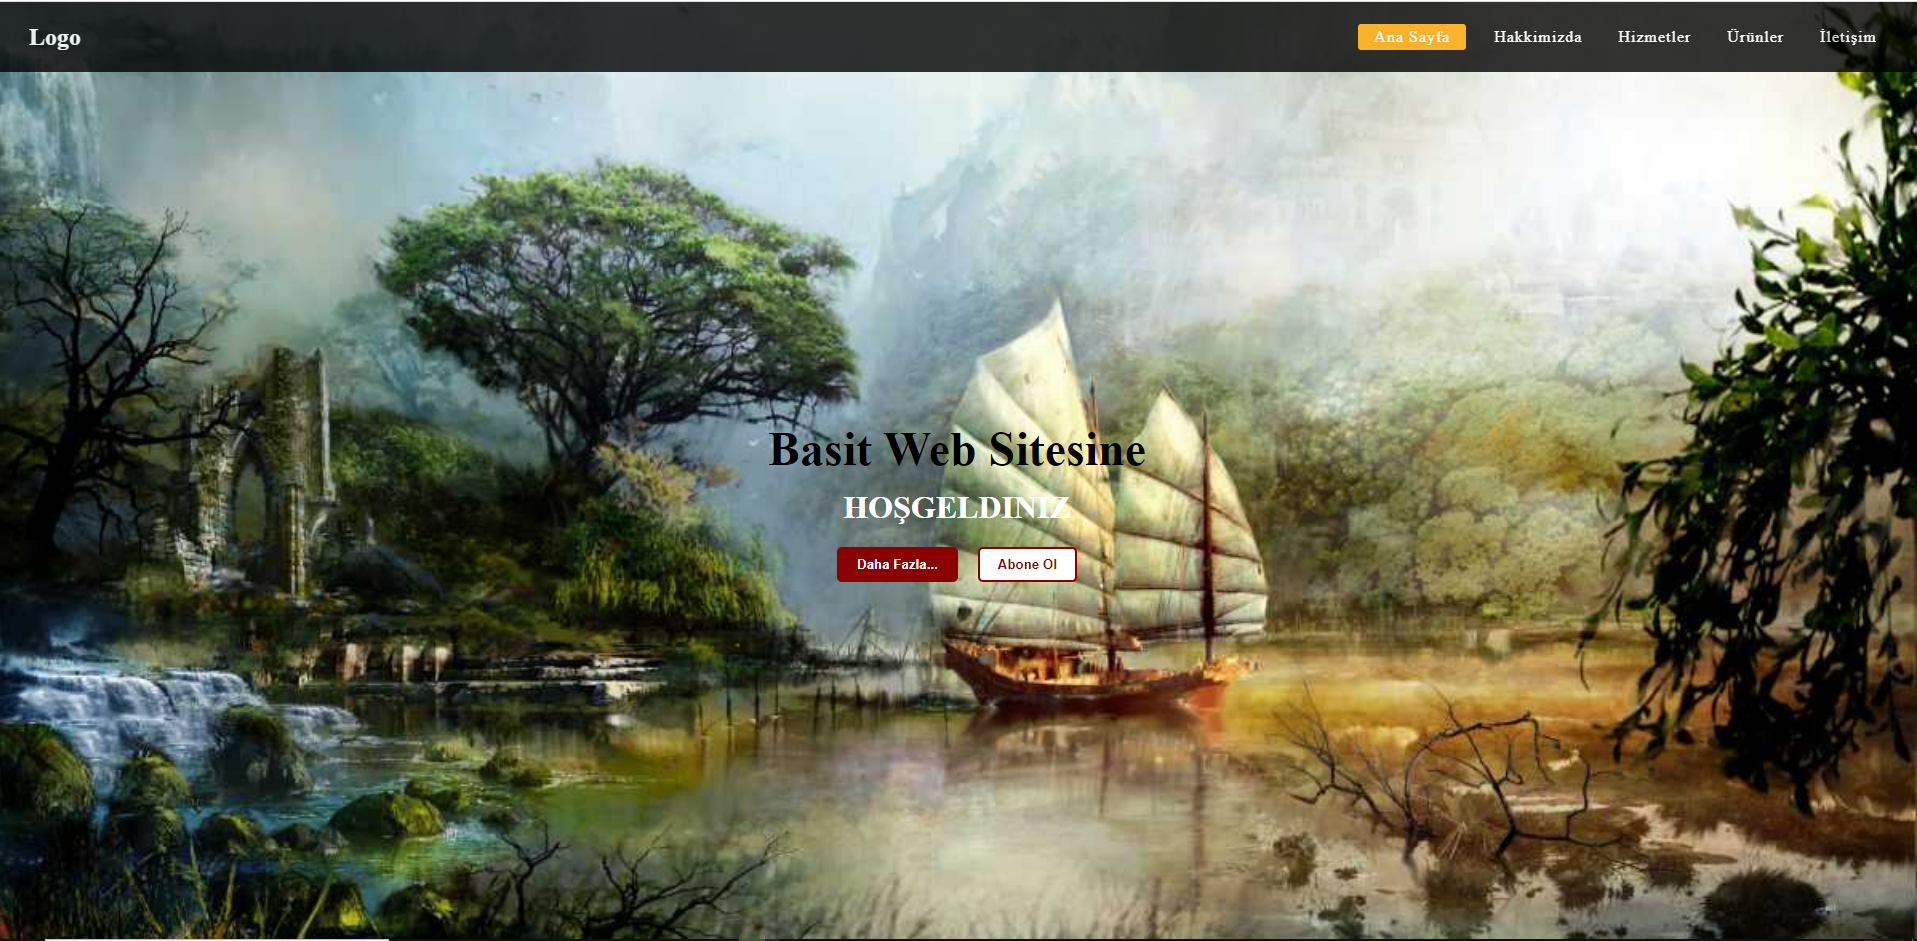 Logo
Ana Sayfa Hakkimizda Hizmetler Ürünler İletişim
Basit Web Sitesine
HOŞGELDINIZ
Daha Fazla... Abone Ol